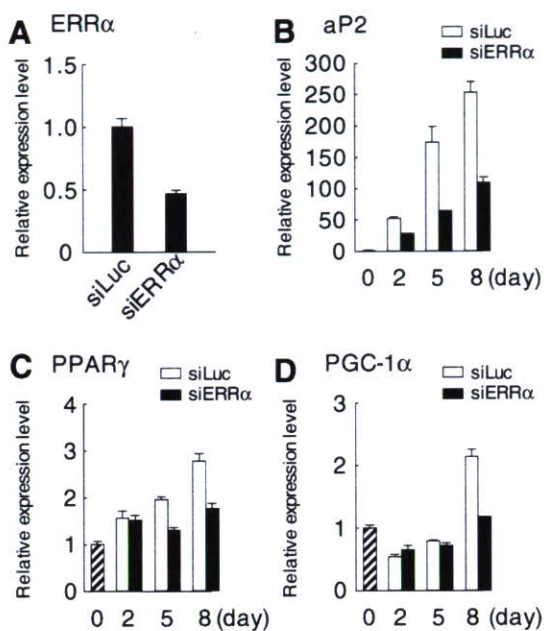 A ERRα
Relative expression level
1.5
1.0
0.5
0
siLuc
siERRα
B aP2
siLuc
siERRα
Relative expression level
300
250
200
150
100
50
0
0 2 5 8 (day)
C PPARγ
siLuc
siERRα
Relative expression level
4
3
2
1
0
0 2 5 8 (day)
D PGC-1α
siLuc
siERRα
Relative expression level
3
2
1
0
0 2 5 8 (day)